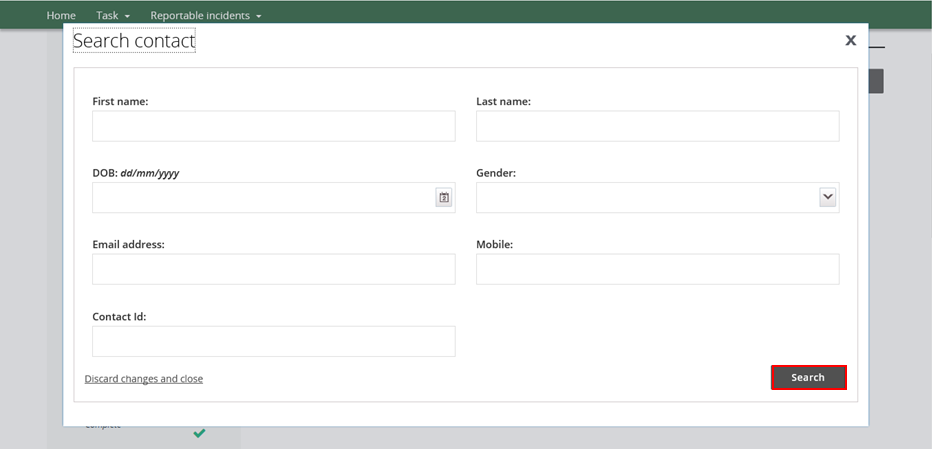 Home Task Reportable incidents
Search contact X
First name: Last name:
DOB: dd/mm/yyyy Gender:
Email address: Mobile:
Contact Id:
Discard changes and close Search
Complete